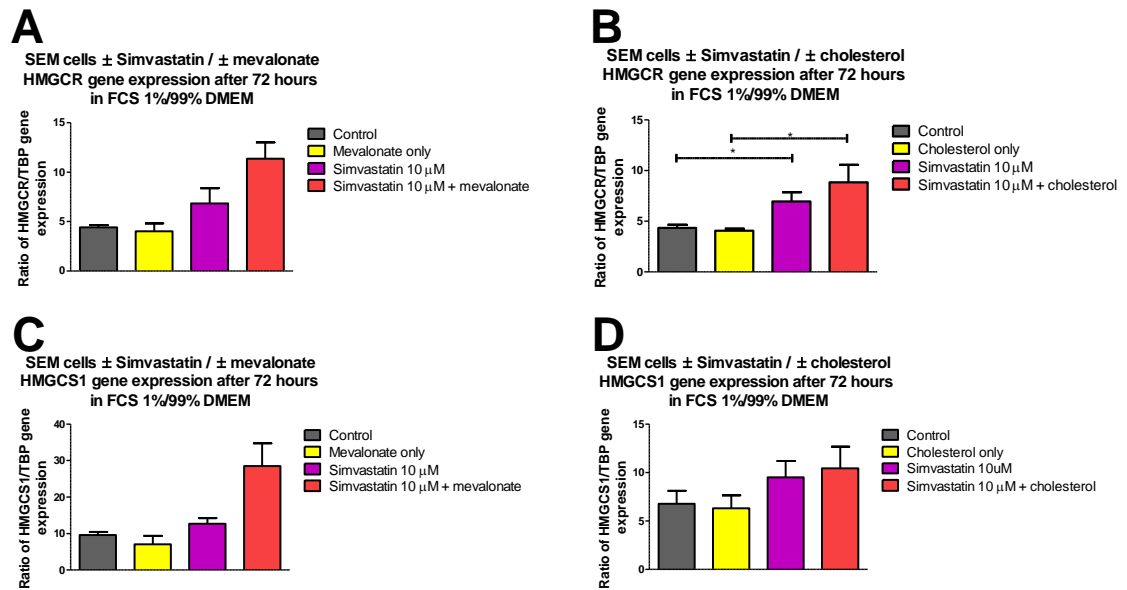 A
SEM cells ± Simvastatin / ± mevalonate
HMGCR gene expression after 72 hours
in FCS 1%/99% DMEM
Ratio of HMGCR/TBP gene
expression
15
10
5
0
Control
Mevalonate only
Simvastatin 10 μM
Simvastatin 10 μM + mevalonate
B
SEM cells ± Simvastatin / ± cholesterol
HMGCR gene expression after 72 hours
in FCS 1%/99% DMEM
Ratio of HMGCR/TBP gene
expression
15
10
5
0
*
*
Control
Cholesterol only
Simvastatin 10 μM
Simvastatin 10 μM + cholesterol
C
SEM cells ± Simvastatin / ± mevalonate
HMGCS1 gene expression after 72 hours
in FCS 1%/99% DMEM
Ratio of HMGCS1/TBP gene
expression
40
30
20
10
0
Control
Mevalonate only
Simvastatin 10 μM
Simvastatin 10 μM + mevalonate
D
SEM cells ± Simvastatin / ± cholesterol
HMGCS1 gene expression after 72 hours
in FCS 1%/99% DMEM
Ratio of HMGCS1/TBP gene
expression
15
10
5
0
Control
Cholesterol only
Simvastatin 10uM
Simvastatin 10 μM + cholesterol